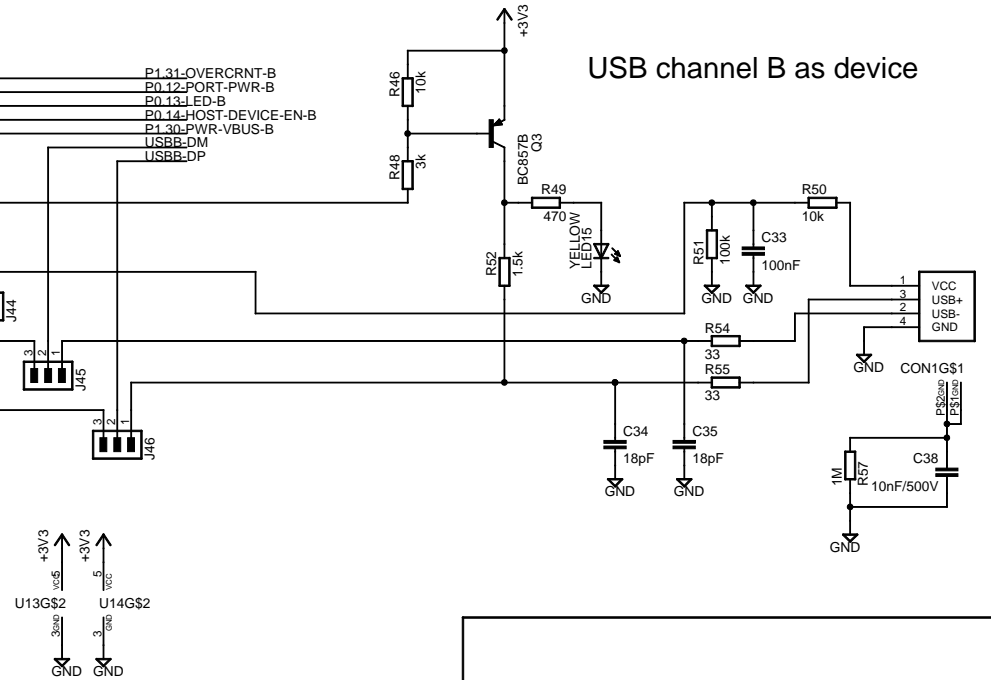 +3V3
USB channel B as device
P1.31-OVERCRNT-B
P0.12-PORT-PWR-B
P0.13-LED-B
P0.14-HOST-DEVICE-EN-B
P1.30-PWR-VBUS-B
USBB-DM
USBB-DP
R46
10k
R48
3k
BC857B
Q3
R49
470
YELLOW
LED15
GND
R52
1.5k
R50
10k
R51
100k
C33
100nF
GND
GND
1
VCC
3
USB+
2
USB-
4
GND
GND
CON1G$1
P$2
GND
P$1
GND
J44
3
2
1
J45
R54
33
R55
33
3
2
1
J46
C34
18pF
GND
C35
18pF
GND
1M
R57
C38
10nF/500V
GND
+3V3
+3V3
5
VCC
5
VCC
U13G$2
U14G$2
3
GND
3
GND
GND
GND